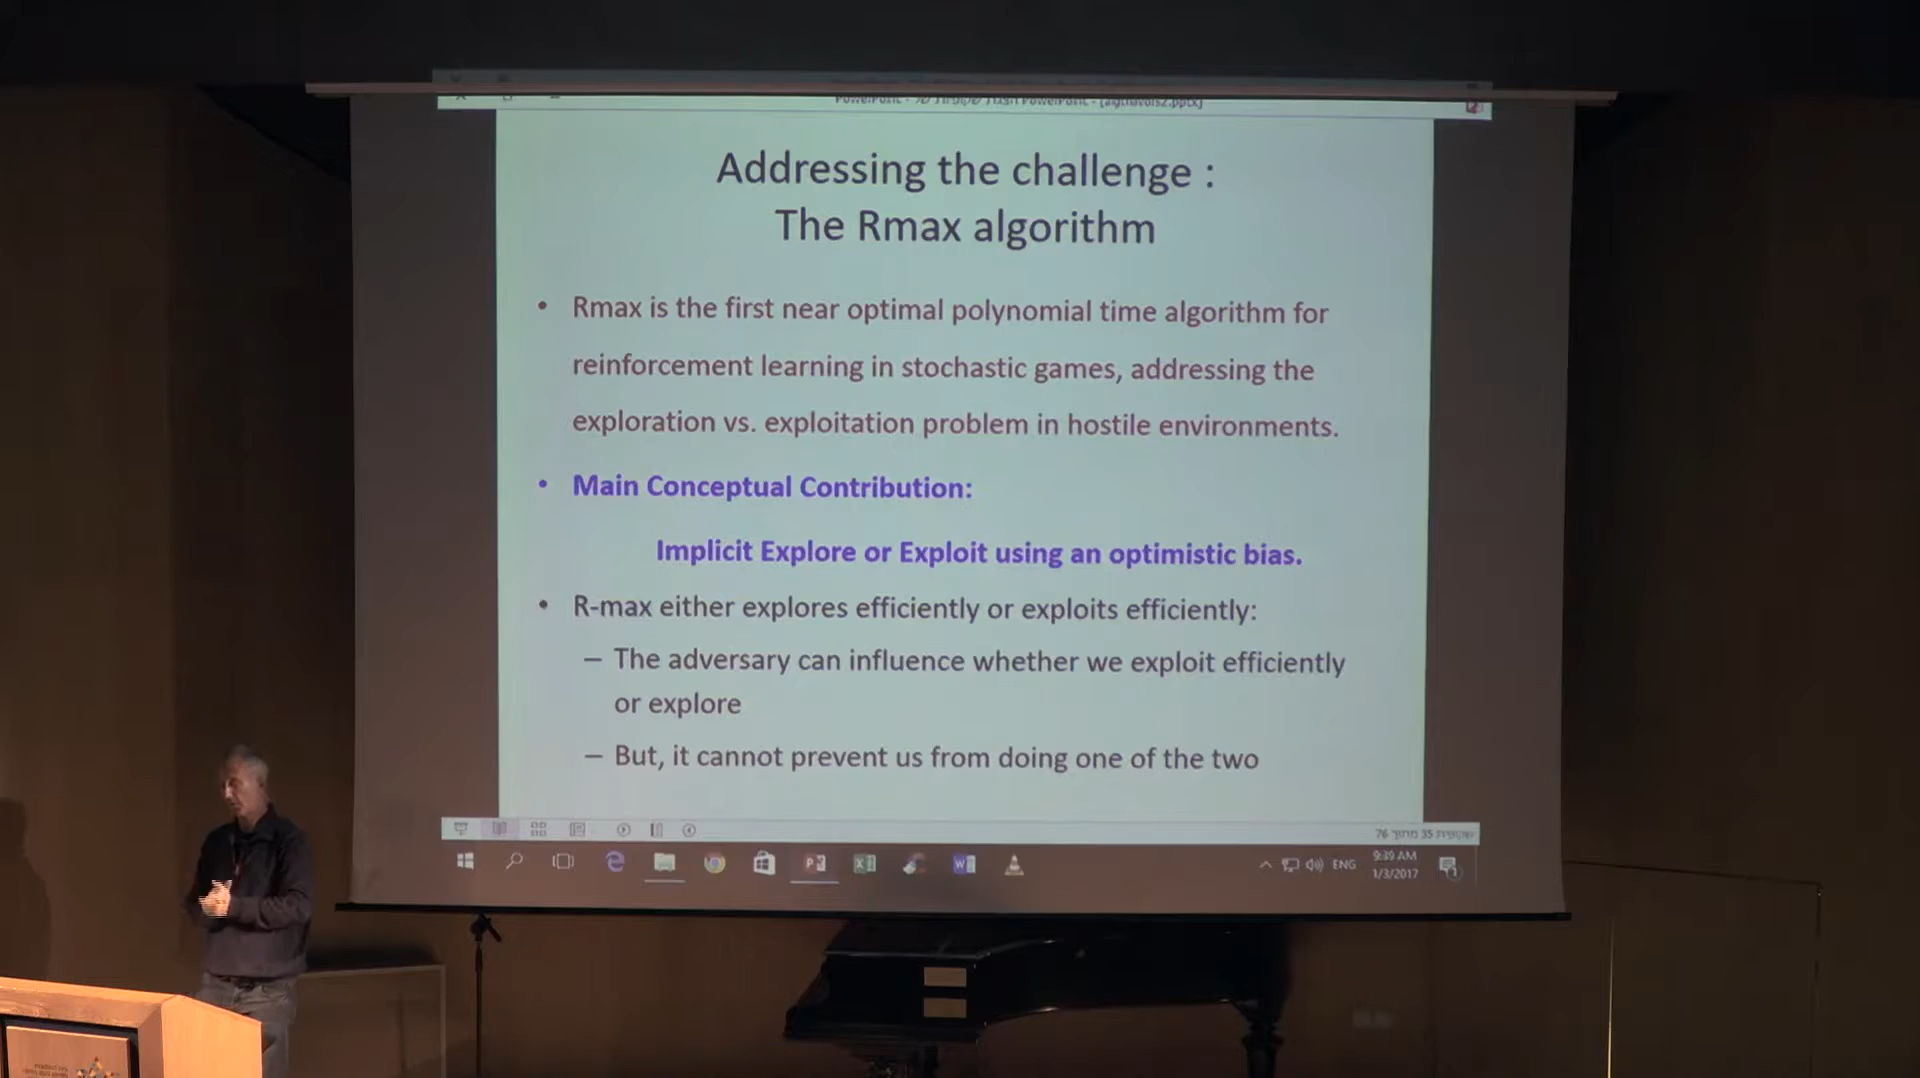 Addressing the challenge :
The Rmax algorithm
• Rmax is the first near optimal polynomial time algorithm for
reinforcement learning in stochastic games, addressing the
exploration vs. exploitation problem in hostile environments.
• Main Conceptual Contribution:
Implicit Explore or Exploit using an optimistic bias.
• R-max either explores efficiently or exploits efficiently:
– The adversary can influence whether we exploit efficiently
or explore
– But, it cannot prevent us from doing one of the two
שקופית 35 מתוך 76
ENG
9:39 AM
1/3/2017